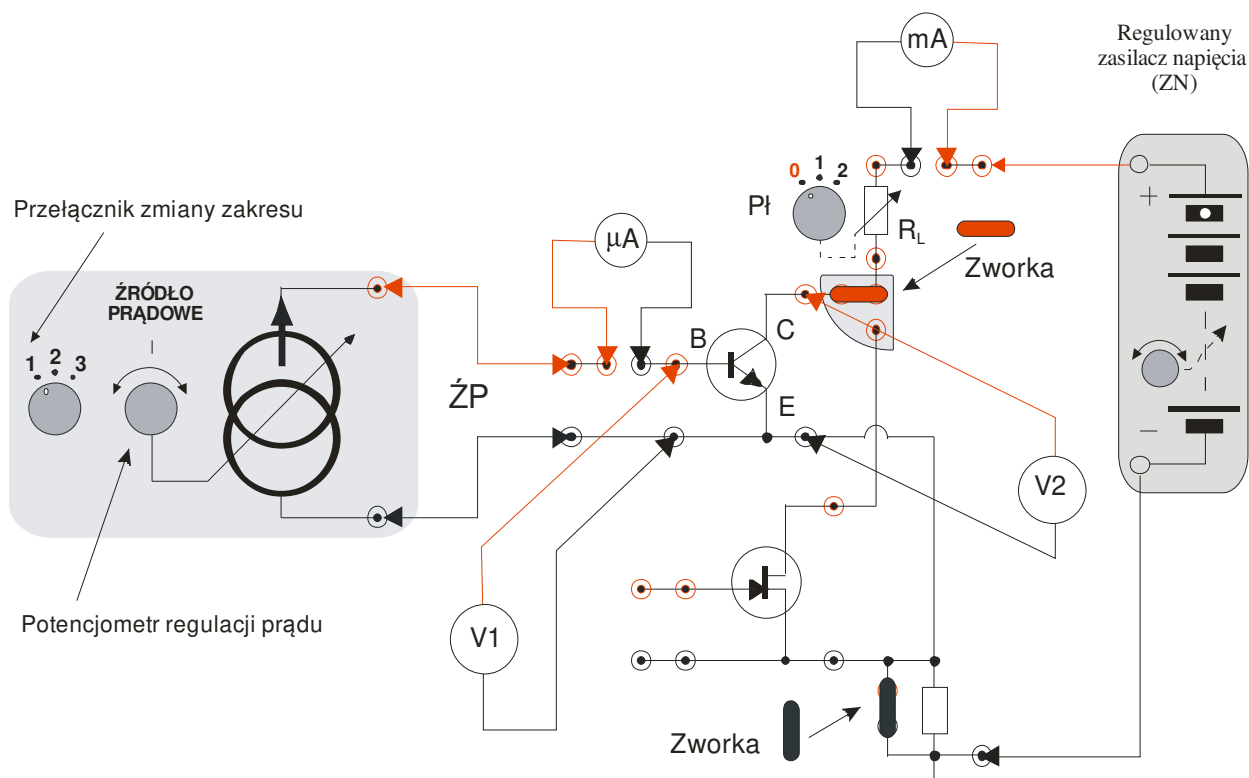 mA
Regulowany
zasilacz napięcia
(ZN)
0 1 2
Pł
R_L
+
Zworka
Przełącznik zmiany zakresu
µA
ŹRÓDŁO
PRĄDOWE
1 2 3
B
C
E
ŹP
–
V2
V1
Potencjometr regulacji prądu
Zworka